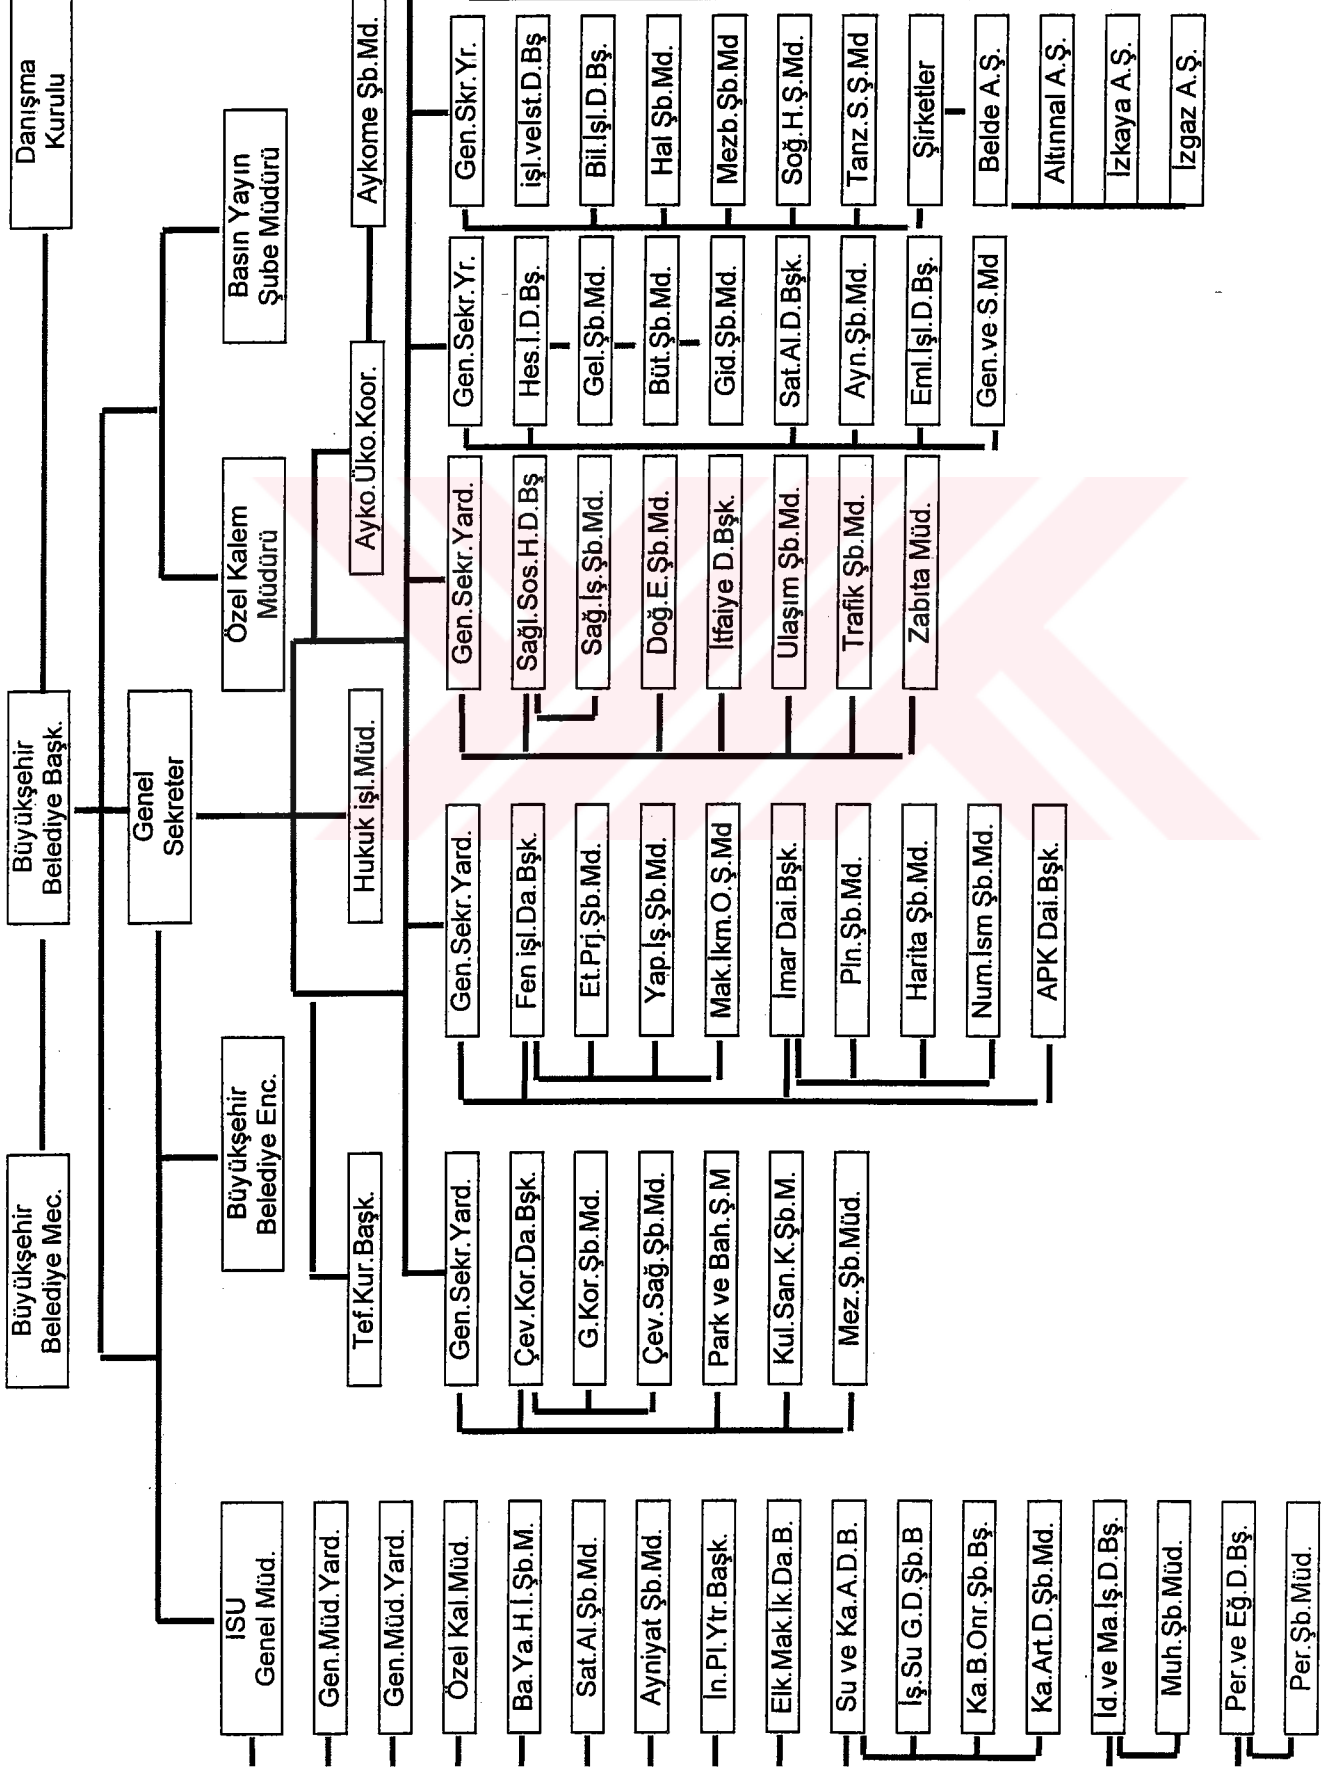 Büyükşehir
Belediye Mec.
Büyükşehir
Belediye Başk.
Danışma
Kurulu
Genel
Sekreter
ISU
Genel Müd.
Büyükşehir
Belediye Enc.
Özel Kalem
Müdürü
Basın Yayın
Şube Müdürü
Tef.Kur.Başk.
Hukuk işl.Müd.
Ayko.Üko.Koor.
Aykome Şb.Md.
Gen.Müd.Yard.
Gen.Müd.Yard.
Özel Kal.Müd.
Ba.Ya.H.İ.Şb.M.
Sat.Al.Şb.Md.
Ayniyat Şb.Md.
İn.Pl.Ytr.Başk.
Elk.Mak.İk.Da.B.
Su ve Ka.A.D.B.
İş.Su G.D.Şb.B
Ka.B.Onr.Şb.Bş.
Ka.Art.D.Şb.Md.
İd.ve Ma.İş.D.Bş.
Muh.Şb.Müd.
Per.ve Eğ.D.Bş.
Per.Şb.Müd.
Gen.Sekr.Yard.
Çev.Kor.Da.Bşk.
G.Kor.Şb.Md.
Çev.Sağ.Şb.Md.
Park ve Bah.Ş.M
Kul.San.K.Şb.M.
Mez.Şb.Müd.
Gen.Sekr.Yard.
Fen işl.Da.Bşk.
Et.Prj.Şb.Md.
Yap.İş.Şb.Md.
Mak.İkm.O.Ş.Md
İmar Dai.Bşk.
Pln.Şb.Md.
Harita Şb.Md.
Num.İsm Şb.Md.
APK Dai.Bşk.
Gen.Sekr.Yard.
Sağl.Sos.H.D.Bş
Sağ.İş.Şb.Md.
Doğ.E.Şb.Md.
İtfaiye D.Bşk.
Ulaşım Şb.Md.
Trafik Şb.Md.
Zabıta Müd.
Gen.Sekr.Yr.
Hes.İ.D.Bş.
Gel.Şb.Md.
Büt.Şb.Md.
Gid.Şb.Md.
Sat.Al.D.Bşk.
Ayn.Şb.Md.
Eml.İşl.D.Bş.
Gen.ve S.Md
Gen.Skr.Yr.
işl.veİst.D.Bş
Bil.İşl.D.Bş.
Hal Şb.Md.
Mezb.Şb.Md
Soğ.H.Ş.Md.
Tanz.S.Ş.Md
Şirketler
Belde A.Ş.
Altınnal A.Ş.
İzkaya A.Ş.
İzgaz A.Ş.